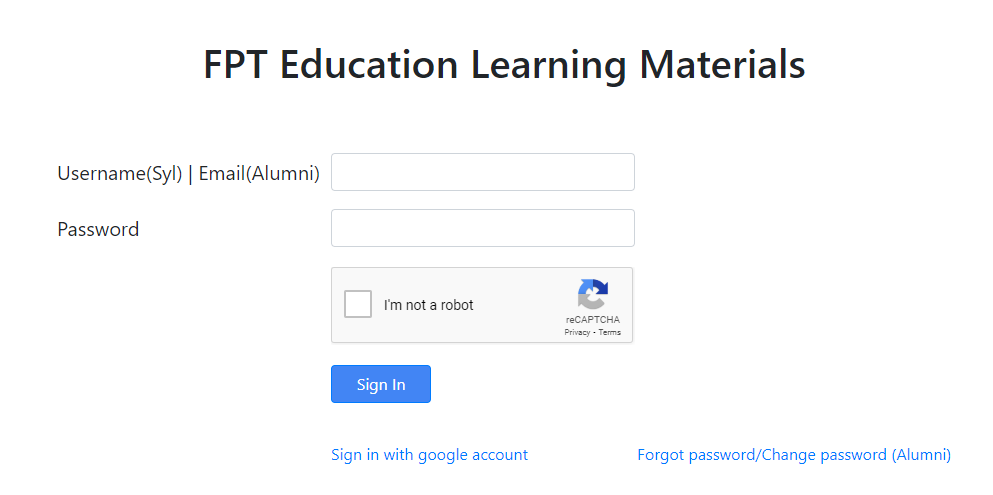 FPT Education Learning Materials
Username(Syl) | Email(Alumni)
Password
I'm not a robot
reCAPTCHA
Privacy - Terms
Sign In
Sign in with google account
Forgot password/Change password (Alumni)